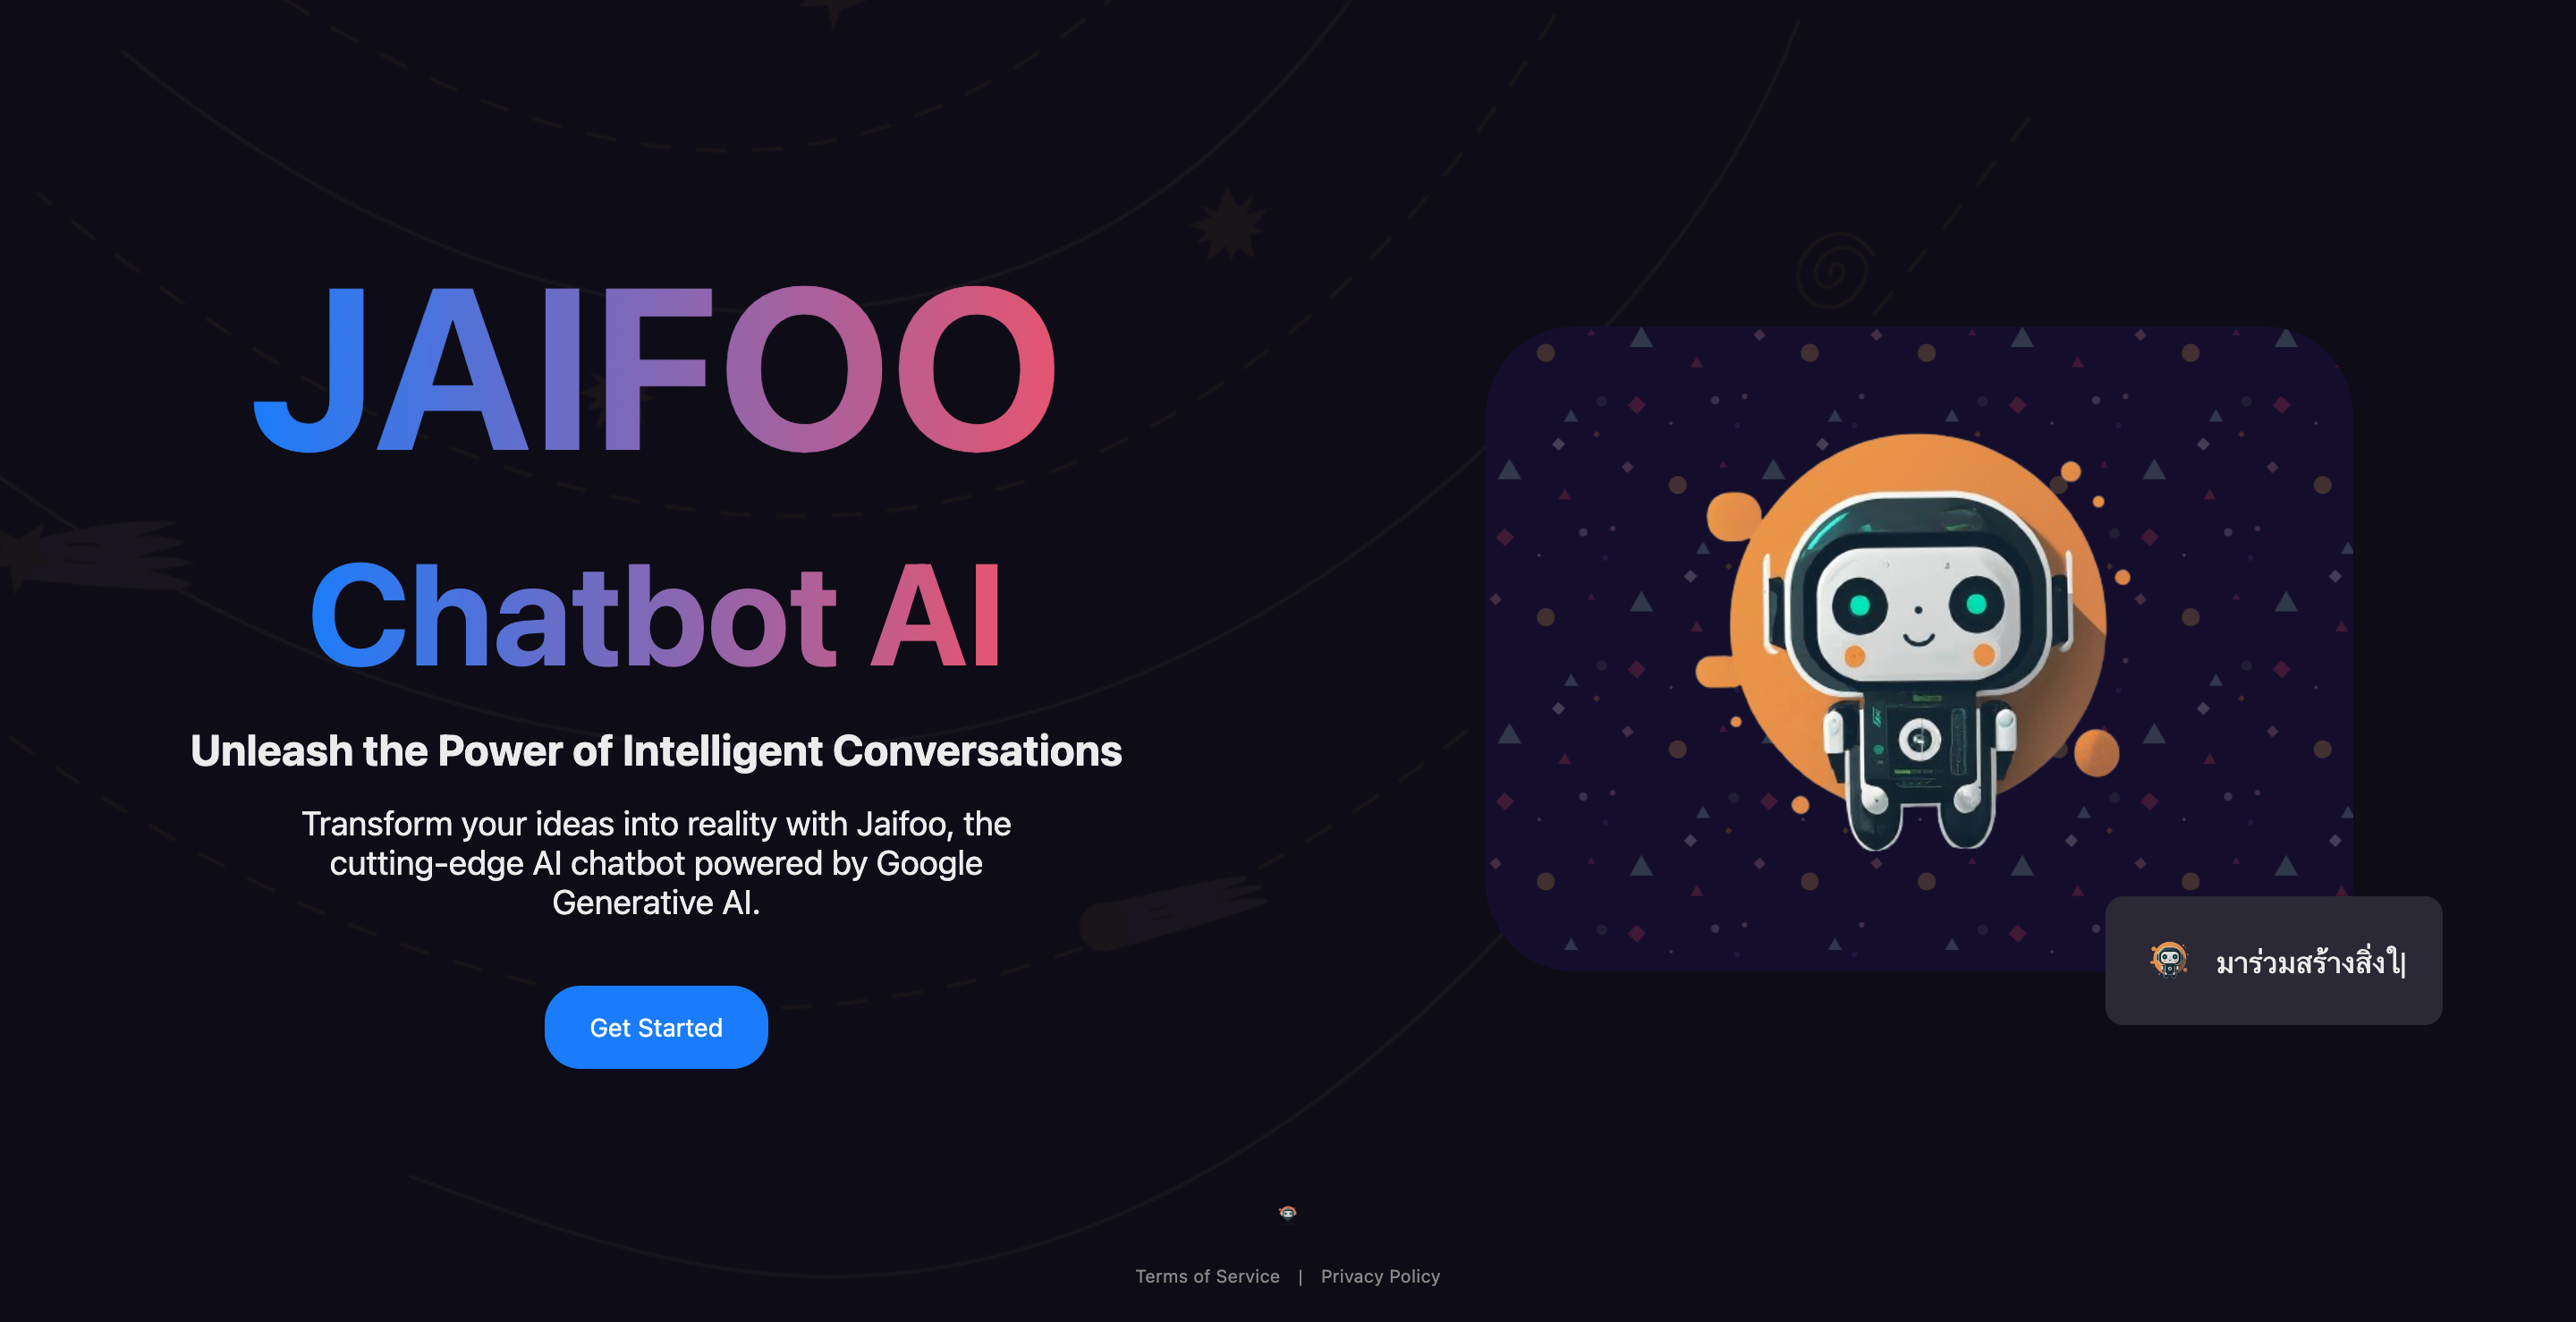 JAIFOO
Chatbot AI
Unleash the Power of Intelligent Conversations
Transform your ideas into reality with Jaifoo, the
cutting-edge AI chatbot powered by Google
Generative AI.
Get Started
มาร่วมสร้างสิ่งใ|
Terms of Service | Privacy Policy